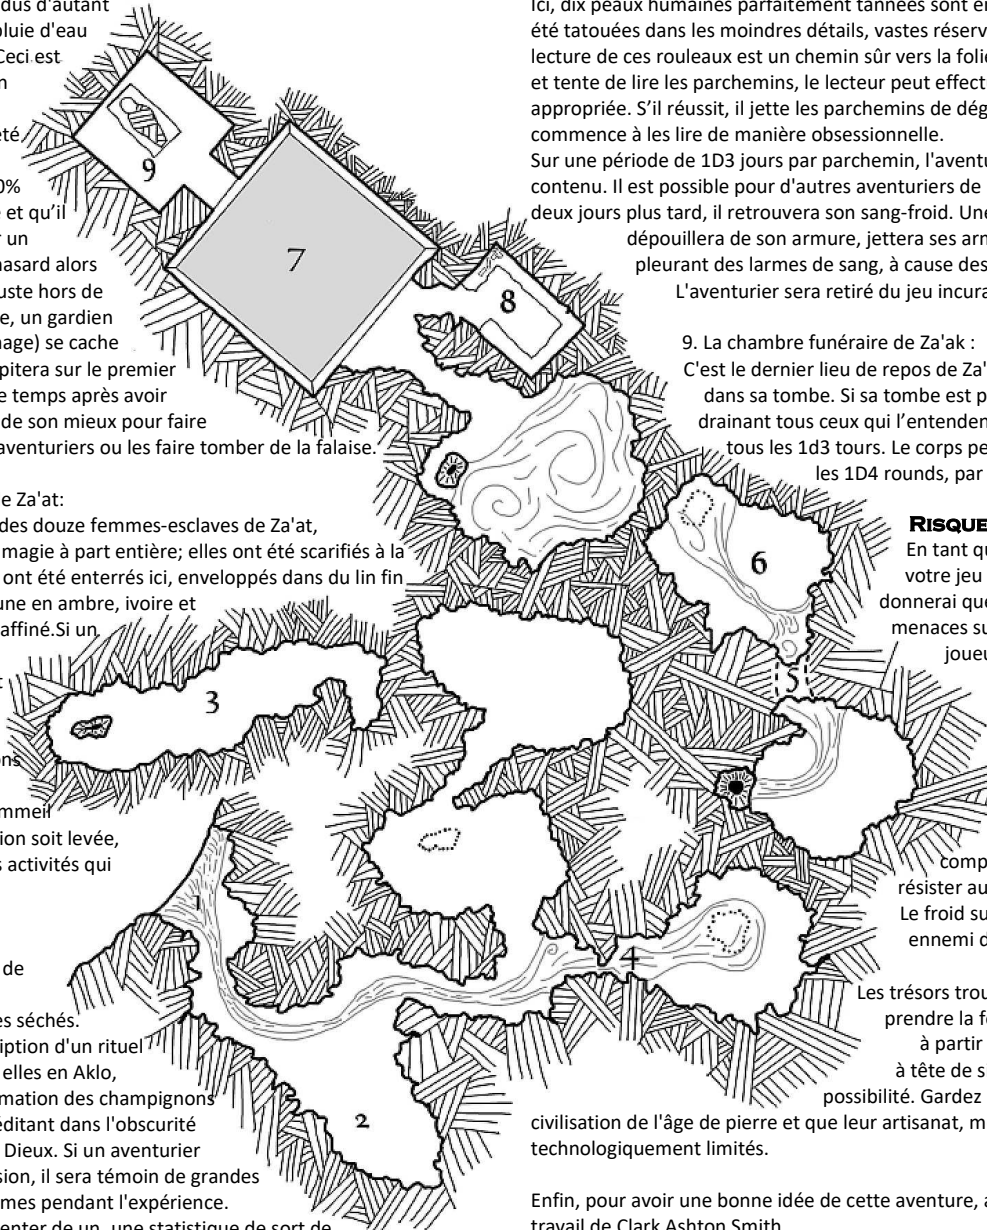 dus d'autant
pluie d'eau
Ceci est
n
eté
0%
e et qu'il
r un
hasard alors
uste hors de
e, un gardien
nage) se cache
pitera sur le premier
e temps après avoir
de son mieux pour faire
aventuriers ou les faire tomber de la falaise.
e Za'at:
des douze femmes-esclaves de Za'at,
magie à part entière; elles ont été scarifiés à la
ont été enterrés ici, enveloppés dans du lin fin
une en ambre, ivoire et
affiné.Si un
t
ons
mmeil
ion soit levée,
s activités qui
de
es séchés.
iption d'un rituel
elles en Aklo,
mation des champignons
éditant dans l'obscurité
Dieux. Si un aventurier
sion, il sera témoin de grandes
mes pendant l'expérience.
enter de un, une statistique de sort de
9
7
8
6
5
3
1
4
2
Ici, dix peaux humaines parfaitement tannées sont en
été tatouées dans les moindres détails, vastes réserv
lecture de ces rouleaux est un chemin sûr vers la folie
et tente de lire les parchemins, le lecteur peut effect
appropriée. S'il réussit, il jette les parchemins de dég
commence à les lire de manière obsessionnelle.
Sur une période de 1D3 jours par parchemin, l'aventu
contenu. Il est possible pour d'autres aventuriers de
deux jours plus tard, il retrouvera son sang-froid. Une
dépouillera de son armure, jettera ses arm
pleurant des larmes de sang, à cause des
L'aventurier sera retiré du jeu incura
9. La chambre funéraire de Za'ak :
C'est le dernier lieu de repos de Za'
dans sa tombe. Si sa tombe est p
drainant tous ceux qui l'entenden
tous les 1d3 tours. Le corps pe
les 1D4 rounds, par
RISQUE
En tant qu
votre jeu
donnerai que
menaces su
joueu
comp
résister au
Le froid su
ennemi d
Les trésors trou
prendre la fo
à partir
à tête de s
possibilité. Gardez
civilisation de l'âge de pierre et que leur artisanat, m
technologiquement limités.
Enfin, pour avoir une bonne idée de cette aventure, a
travail de Clark Ashton Smith